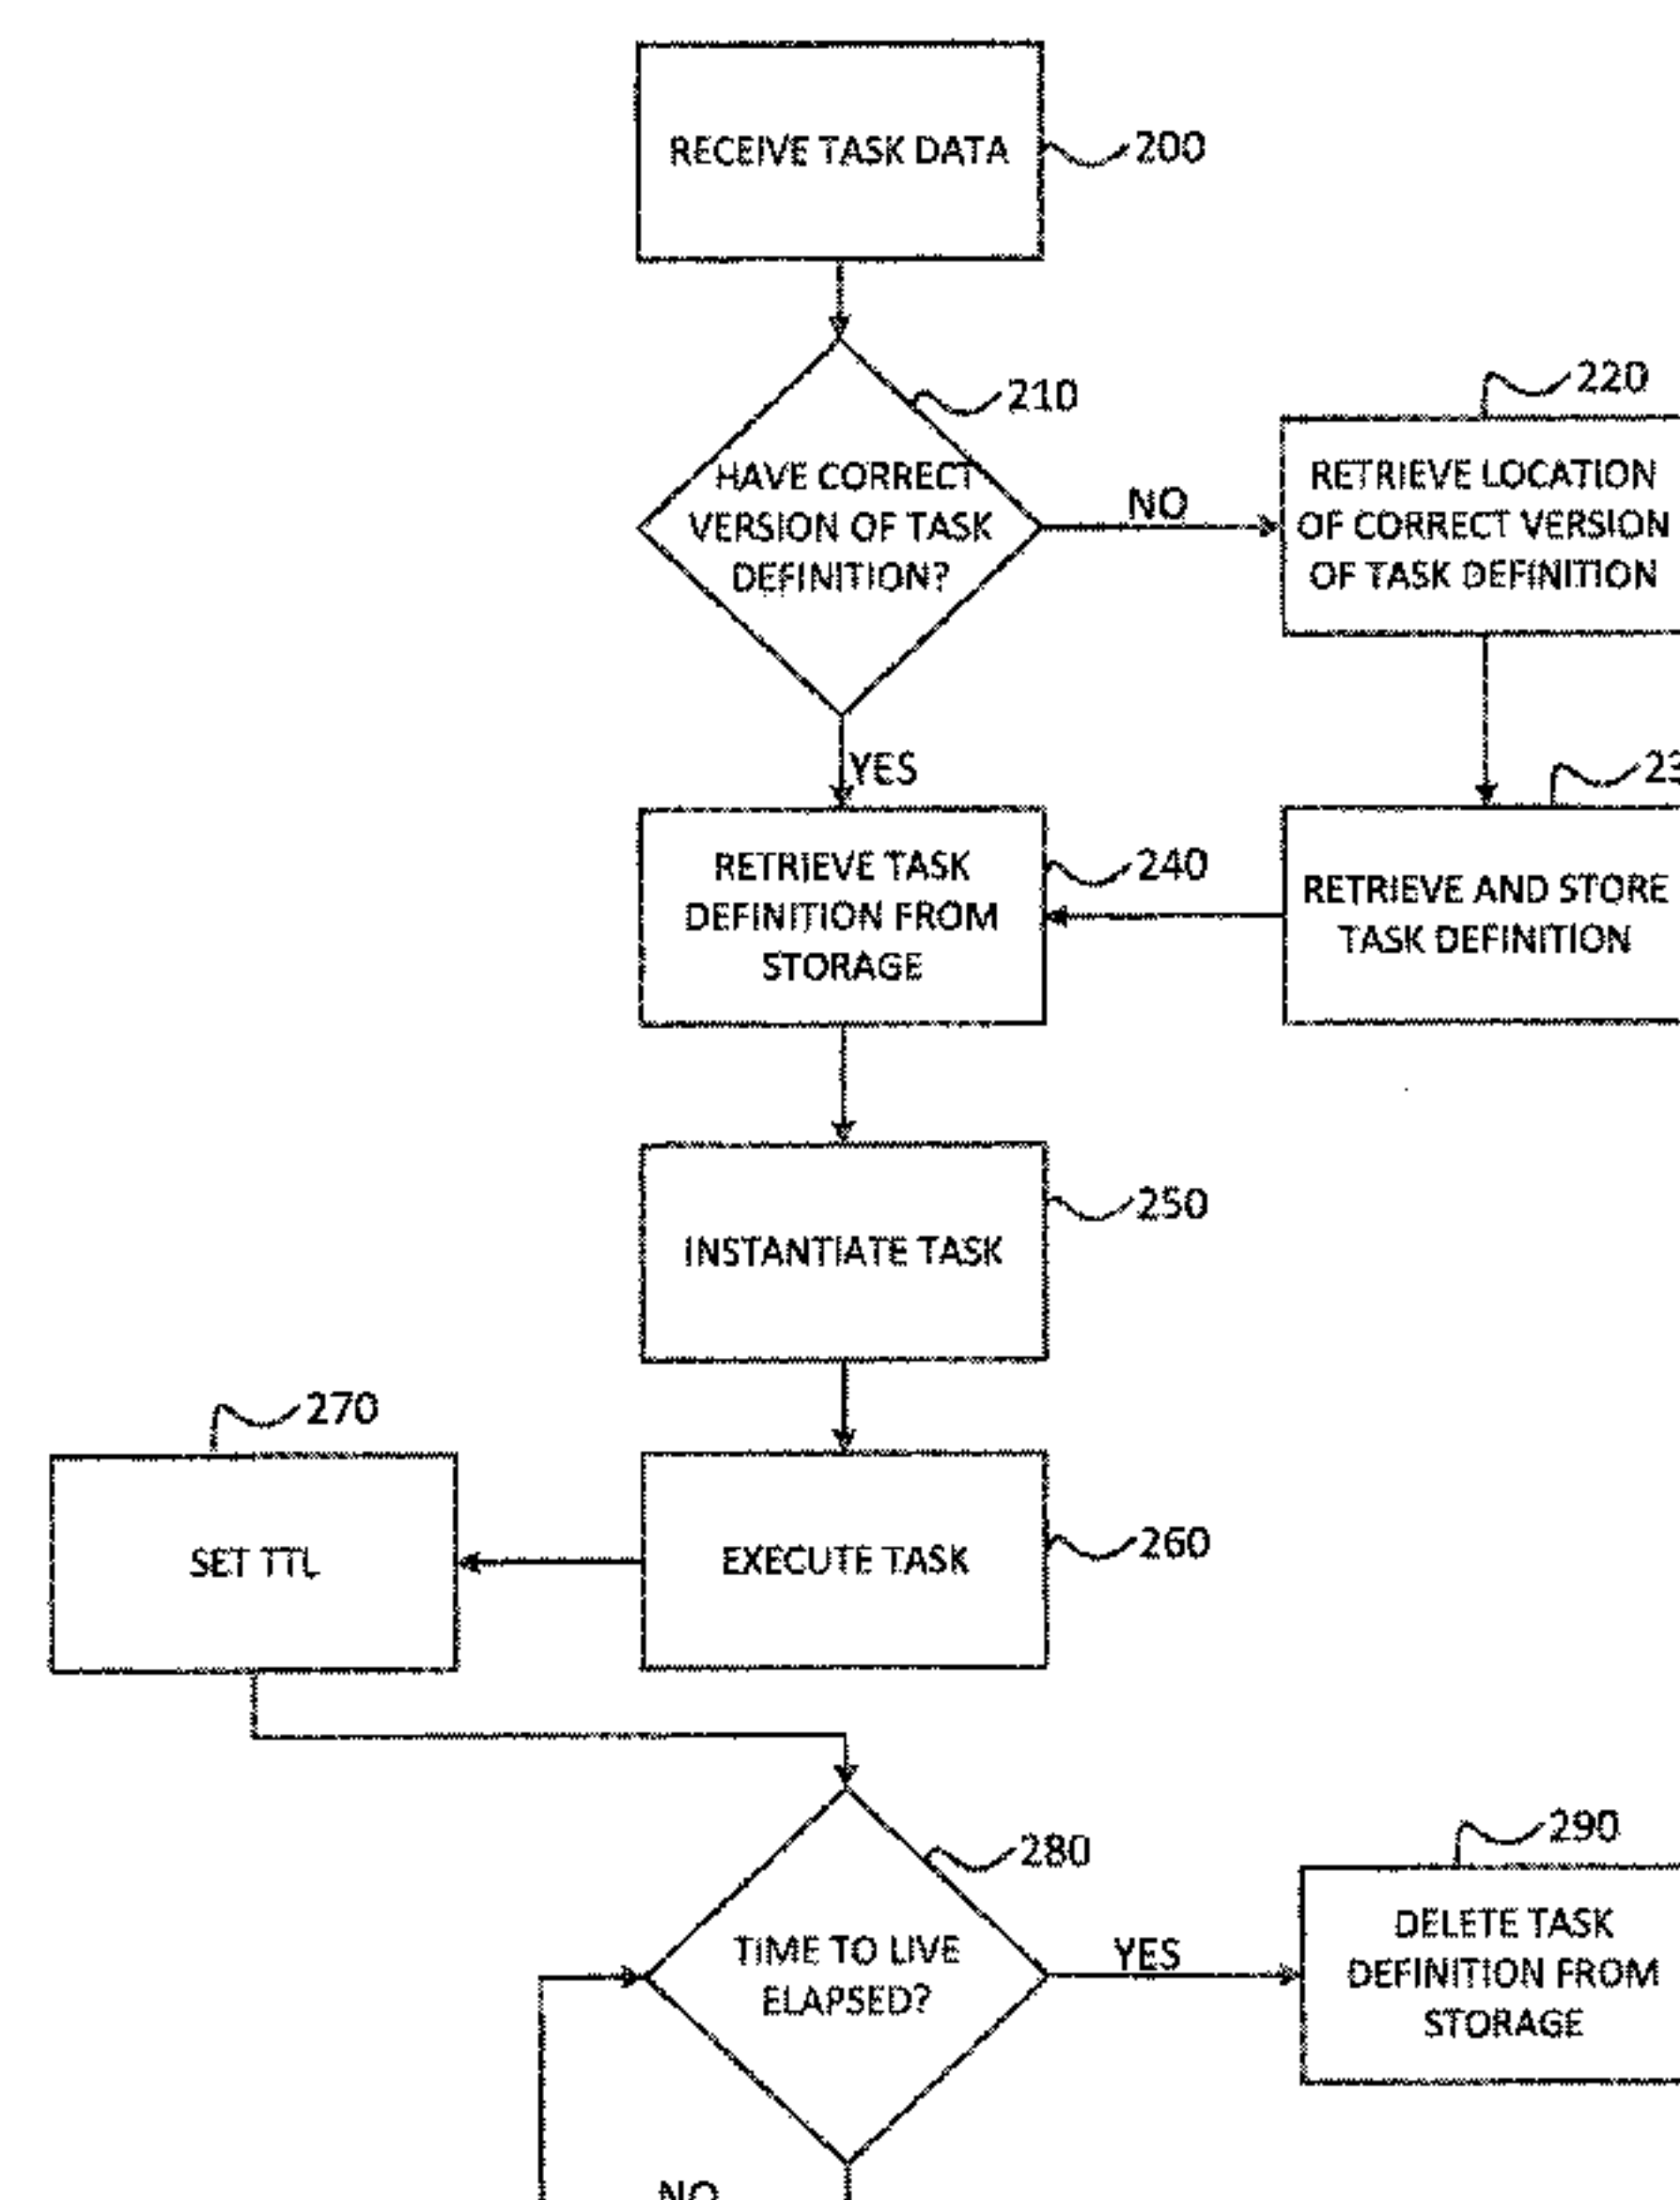 RECEIVE TASK DATA
200
210
HAVE CORRECT
VERSION OF TASK
DEFINITION?
NO
220
RETRIEVE LOCATION
OF CORRECT VERSION
OF TASK DEFINITION
YES
RETRIEVE TASK
DEFINITION FROM
STORAGE
240
RETRIEVE AND STORE
TASK DEFINITION
INSTANTIATE TASK
250
270
SET TTL
EXECUTE TASK
260
280
TIME TO LIVE
ELAPSED?
YES
290
DELETE TASK
DEFINITION FROM
STORAGE
NO